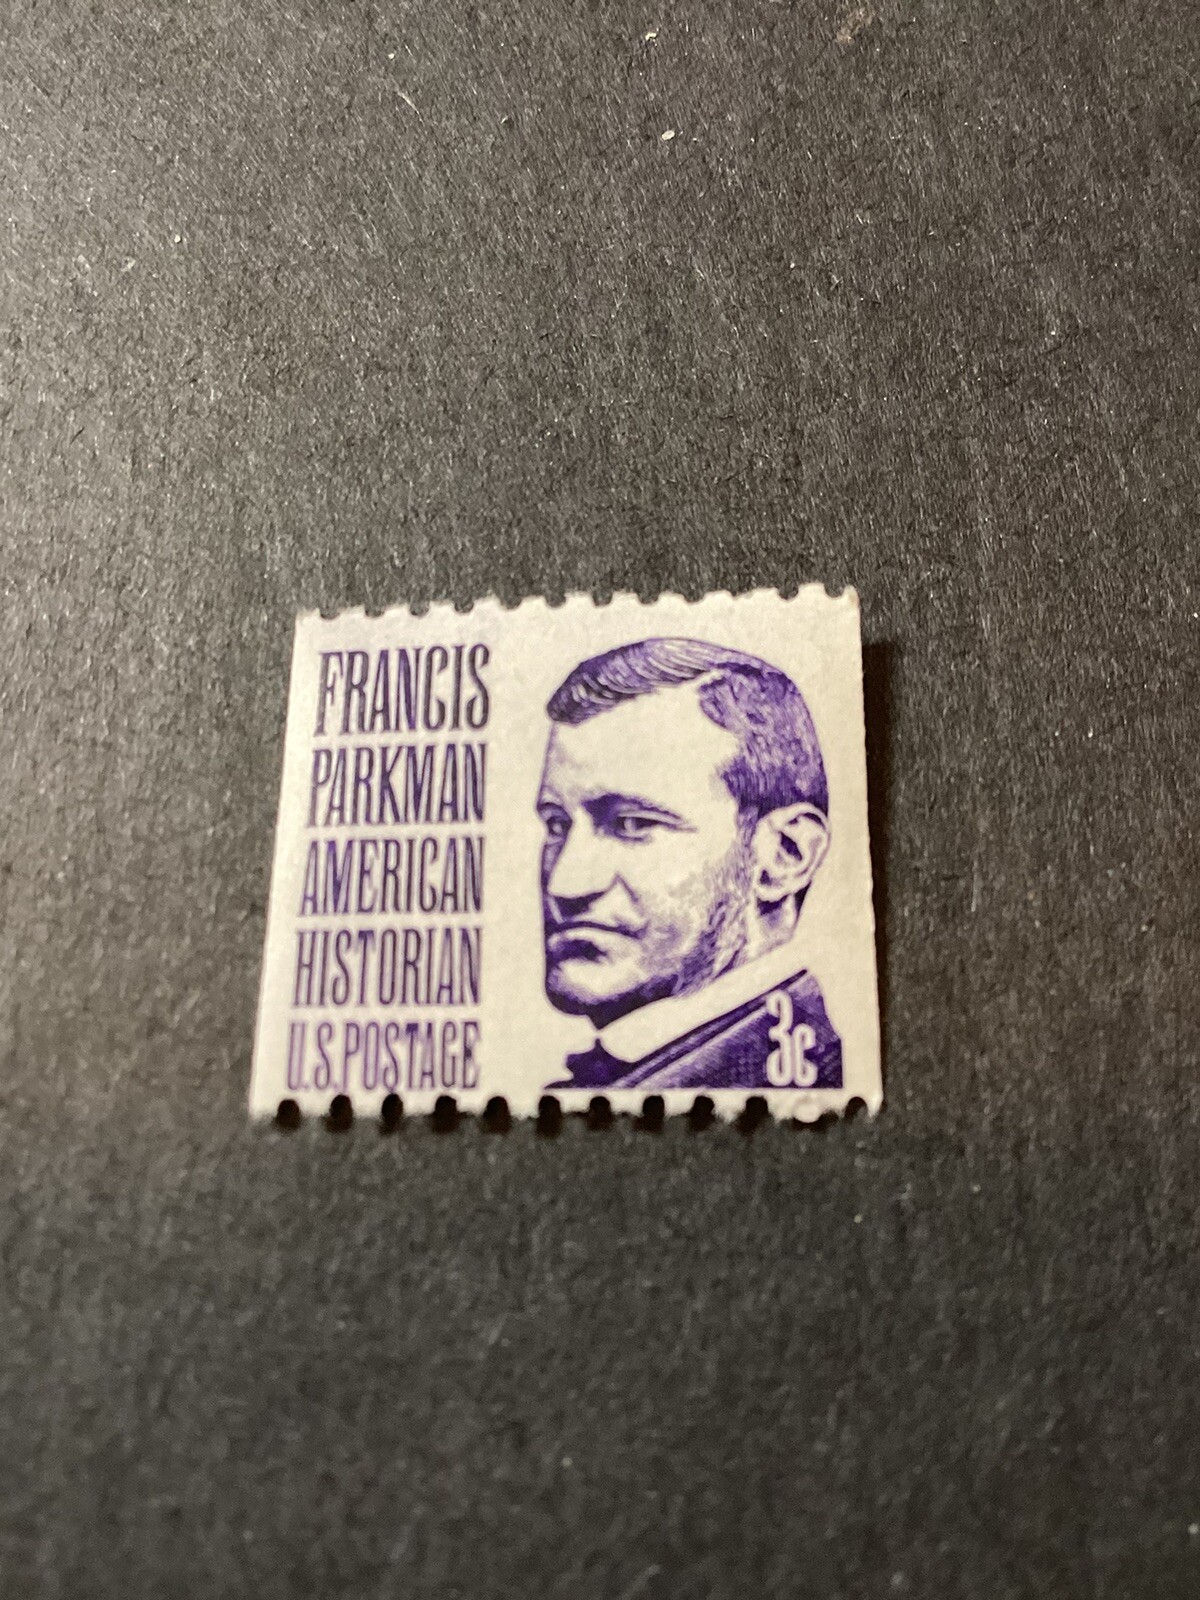 FRANCIS
PARKMAN
AMERICAN
HISTORIAN
U.S. POSTAGE
3c